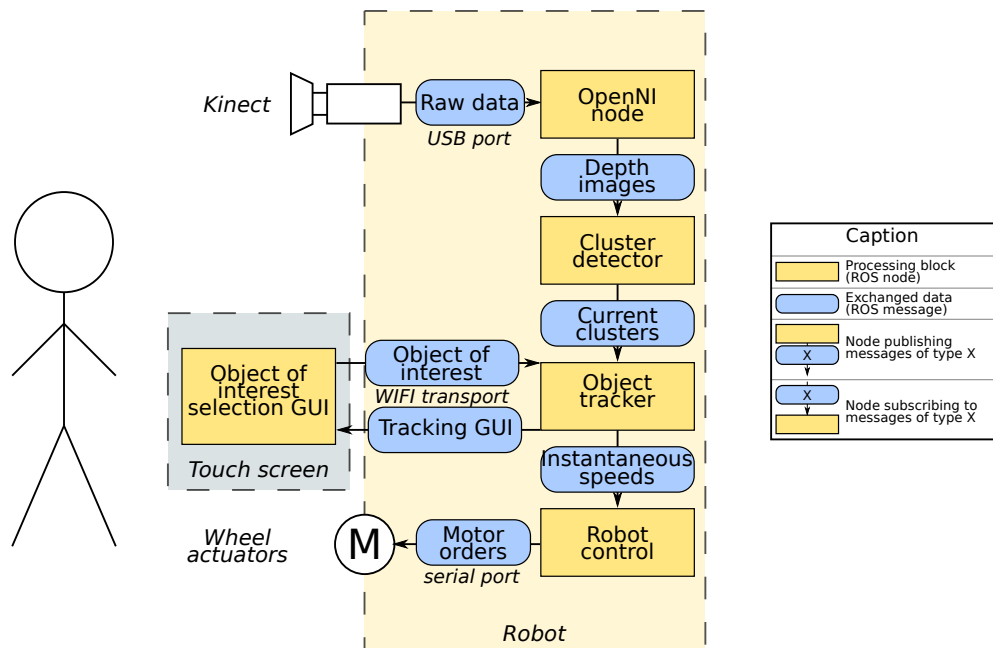 Kinect
Raw data
USB port
OpenNI
node
Depth
images
Cluster
detector
Current
clusters
Object of
interest
selection GUI
Touch screen
Object of
interest
WIFI transport
Tracking GUI
Object
tracker
Instantaneous
speeds
Wheel
actuators
M
Motor
orders
serial port
Robot
control
Robot
Caption
Processing block
(ROS node)
Exchanged data
(ROS message)
X
Node publishing
messages of type X
X
Node subscribing to
messages of type X